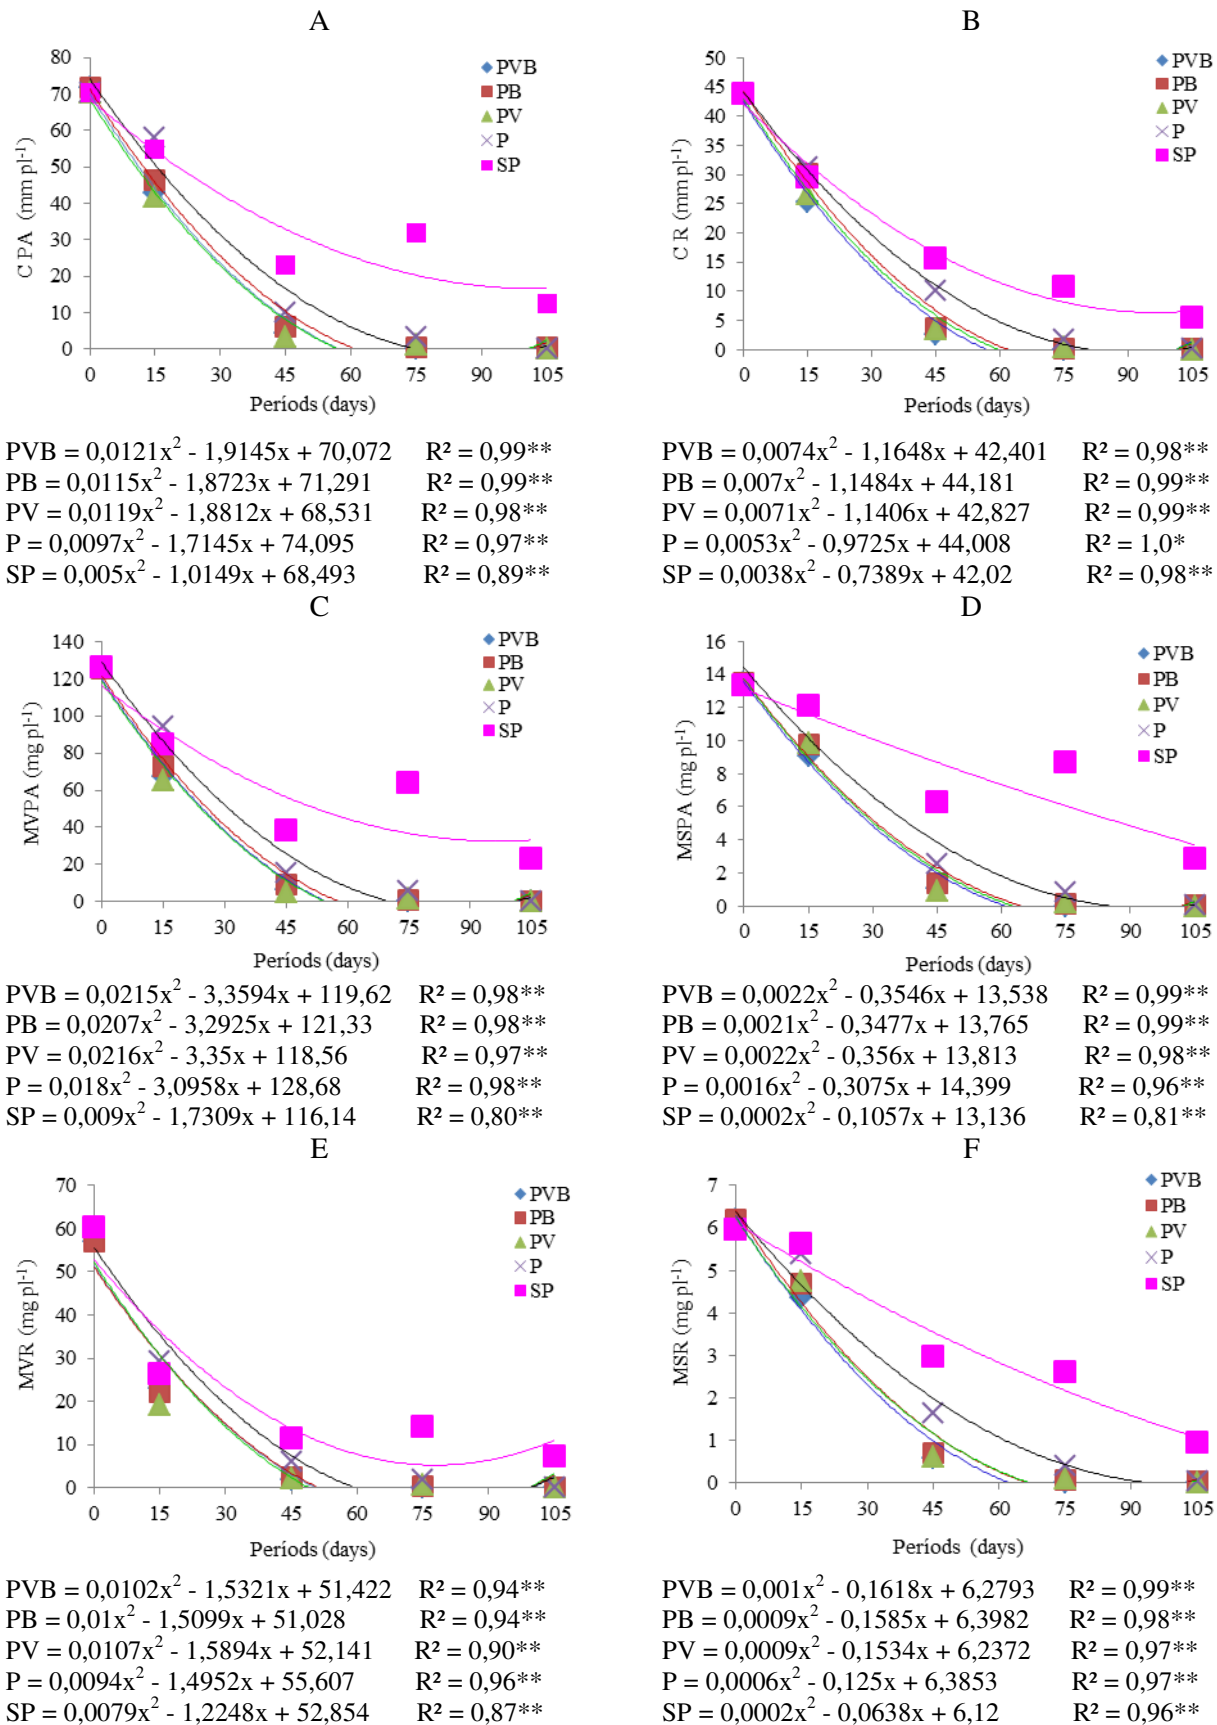 A
80
70
60
50
40
30
20
10
0
C PA (mm pl-1)
0 15 30 45 60 75 90 105
Períods (days)
PVB
PB
PV
P
SP
PVB = 0,0121x² - 1,9145x + 70,072 R² = 0,99**
PB = 0,0115x² - 1,8723x + 71,291 R² = 0,99**
PV = 0,0119x² - 1,8812x + 68,531 R² = 0,98**
P = 0,0097x² - 1,7145x + 74,095 R² = 0,97**
SP = 0,005x² - 1,0149x + 68,493 R² = 0,89**
B
50
45
40
35
30
25
20
15
10
5
0
C R (mm pl-1)
0 15 30 45 60 75 90 105
Períods (days)
PVB
PB
PV
P
SP
PVB = 0,0074x² - 1,1648x + 42,401 R² = 0,98**
PB = 0,007x² - 1,1484x + 44,181 R² = 0,99**
PV = 0,0071x² - 1,1406x + 42,827 R² = 0,99**
P = 0,0053x² - 0,9725x + 44,008 R² = 1,0*
SP = 0,0038x² - 0,7389x + 42,02 R² = 0,98**
C
140
120
100
80
60
40
20
0
MVPA (mg pl-1)
0 15 30 45 60 75 90 105
Períods (days)
PVB
PB
PV
P
SP
PVB = 0,0215x² - 3,3594x + 119,62 R² = 0,98**
PB = 0,0207x² - 3,2925x + 121,33 R² = 0,98**
PV = 0,0216x² - 3,35x + 118,56 R² = 0,97**
P = 0,018x² - 3,0958x + 128,68 R² = 0,98**
SP = 0,009x² - 1,7309x + 116,14 R² = 0,80**
D
16
14
12
10
8
6
4
2
0
MSPA (mg pl-1)
0 15 30 45 60 75 90 105
Períods (days)
PVB
PB
PV
P
SP
PVB = 0,0022x² - 0,3546x + 13,538 R² = 0,99**
PB = 0,0021x² - 0,3477x + 13,765 R² = 0,99**
PV = 0,0022x² - 0,356x + 13,813 R² = 0,98**
P = 0,0016x² - 0,3075x + 14,399 R² = 0,96**
SP = 0,0002x² - 0,1057x + 13,136 R² = 0,81**
E
70
60
50
40
30
20
10
0
MVR (mg pl-1)
0 15 30 45 60 75 90 105
Períods (days)
PVB
PB
PV
P
SP
PVB = 0,0102x² - 1,5321x + 51,422 R² = 0,94**
PB = 0,01x² - 1,5099x + 51,028 R² = 0,94**
PV = 0,0107x² - 1,5894x + 52,141 R² = 0,90**
P = 0,0094x² - 1,4952x + 55,607 R² = 0,96**
SP = 0,0079x² - 1,2248x + 52,854 R² = 0,87**
F
7
6
5
4
3
2
1
0
MSR (mg pl-1)
0 15 30 45 60 75 90 105
Períods (days)
PVB
PB
PV
P
SP
PVB = 0,001x² - 0,1618x + 6,2793 R² = 0,99**
PB = 0,0009x² - 0,1585x + 6,3982 R² = 0,98**
PV = 0,0009x² - 0,1534x + 6,2372 R² = 0,97**
P = 0,0006x² - 0,125x + 6,3853 R² = 0,97**
SP = 0,0002x² - 0,0638x + 6,12 R² = 0,96**